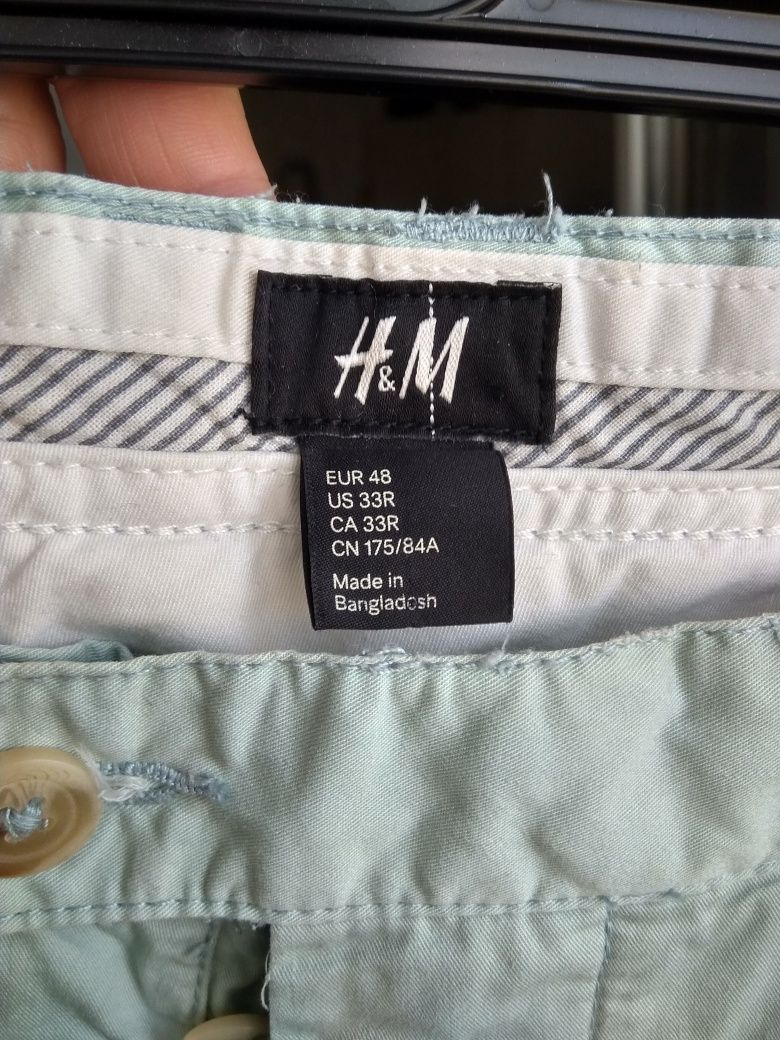 H&M
EUR 48
US 33R
CA 33R
CN 175/84A
Made in
Bangladesh